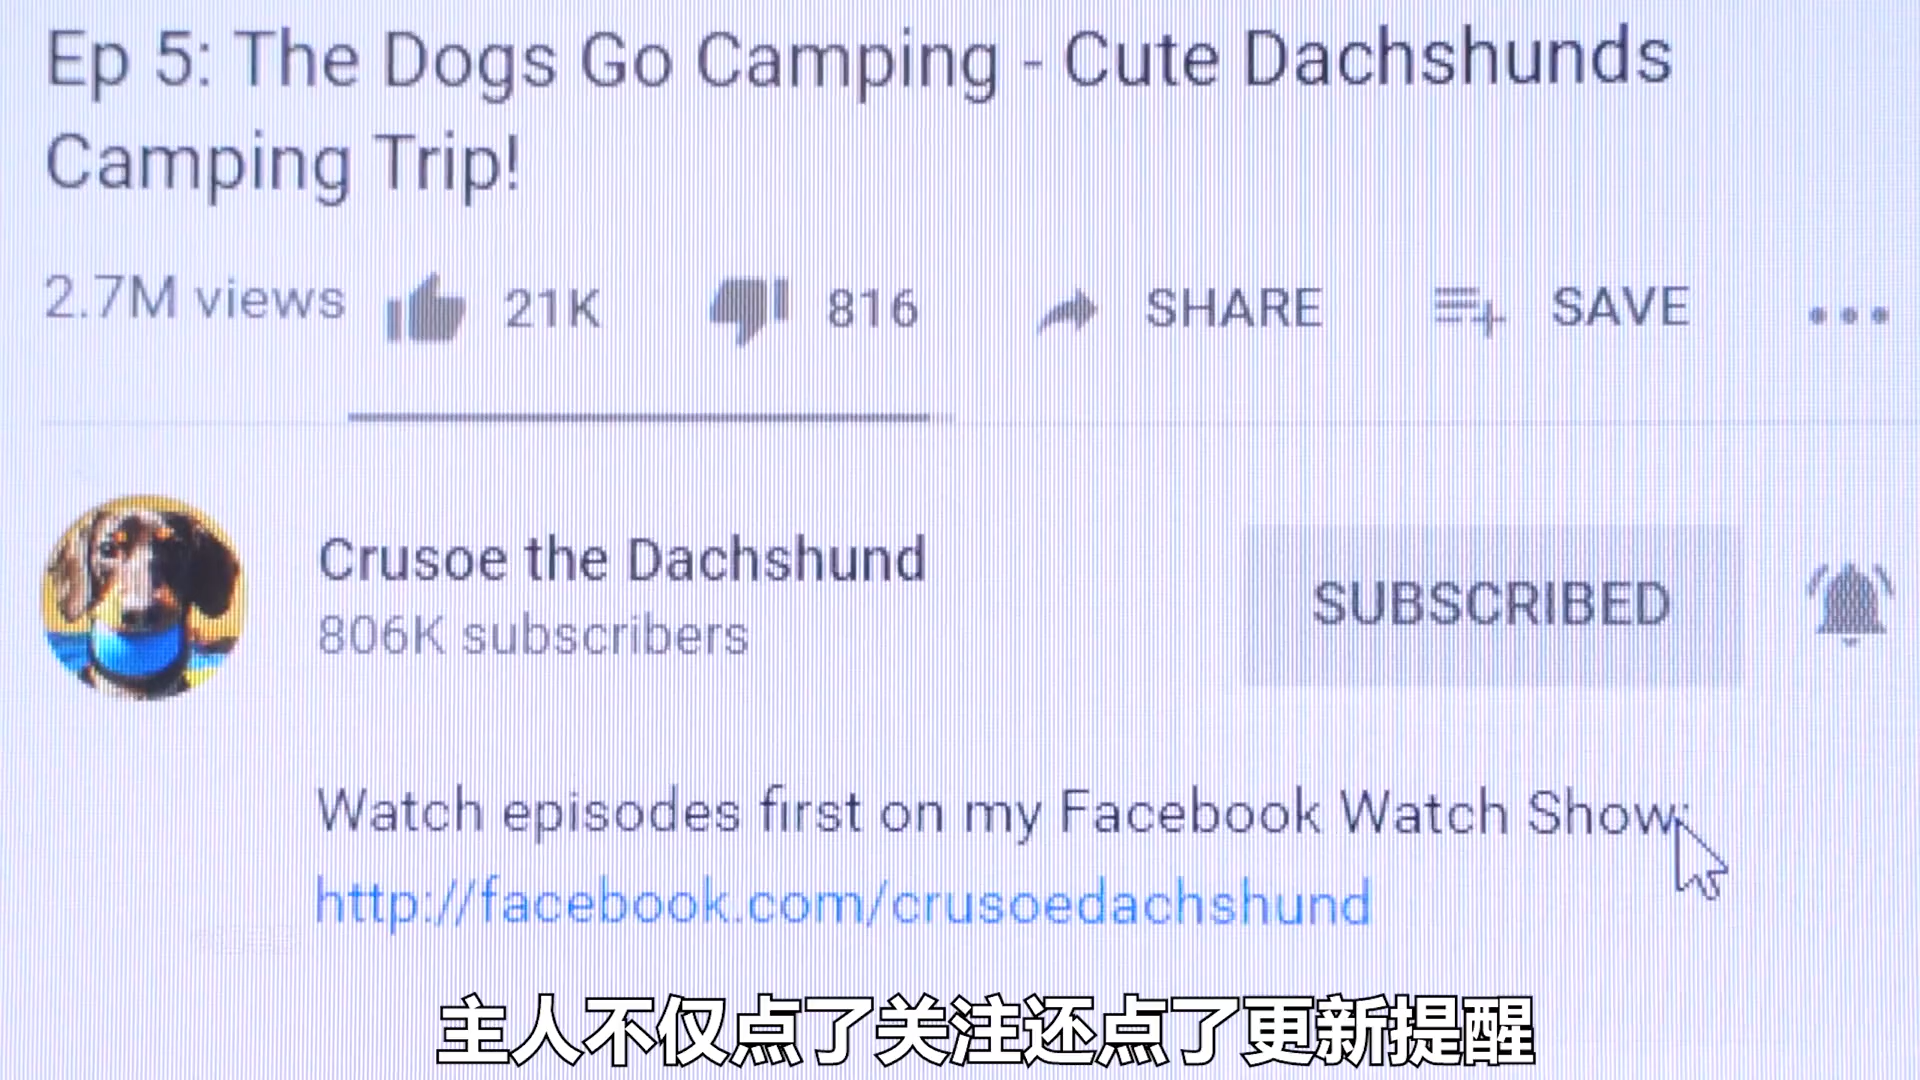 Ep 5: The Dogs Go Camping - Cute Dachshunds
Camping Trip!
2.7M views 21K 816 SHARE SAVE
Crusoe the Dachshund
806K subscribers
SUBSCRIBED
Watch episodes first on my Facebook Watch Show:
http://facebook.com/crusoedachshund
主人不仅点了关注还点了更新提醒